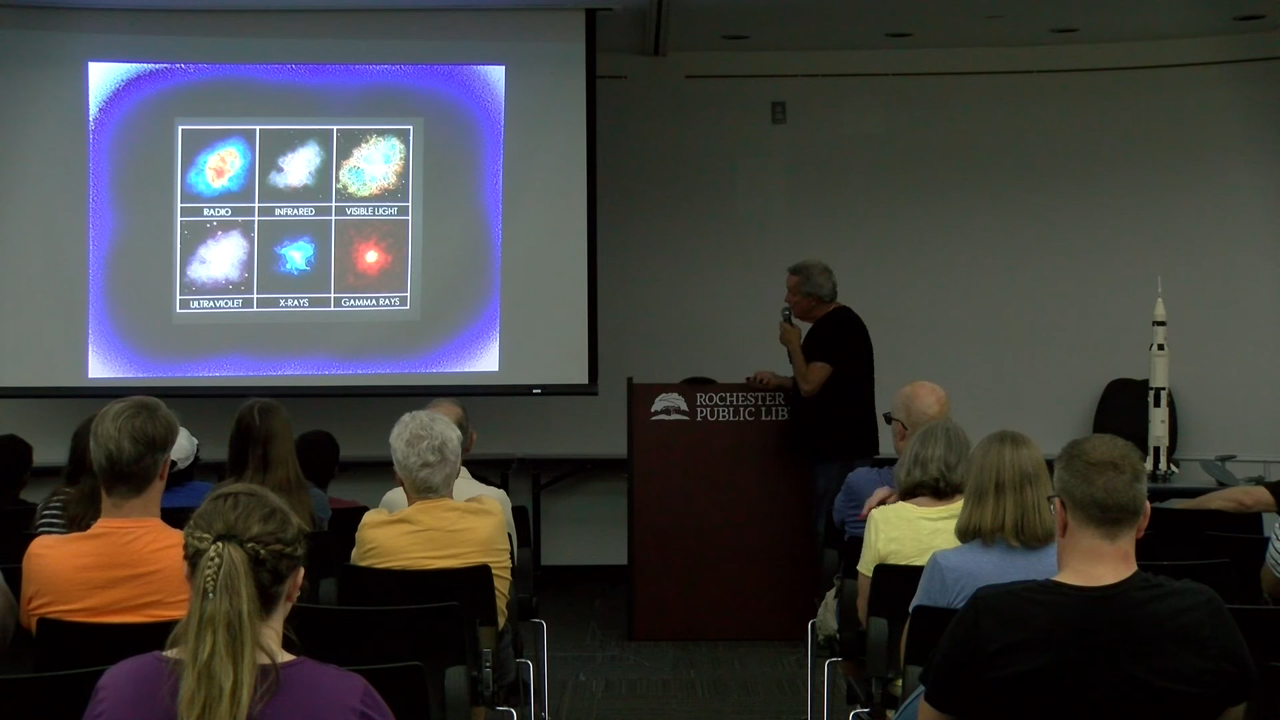 RADIO INFRARED VISIBLE LIGHT
ULTRAVIOLET X-RAYS GAMMA RAYS
ROCHESTER
PUBLIC LIB